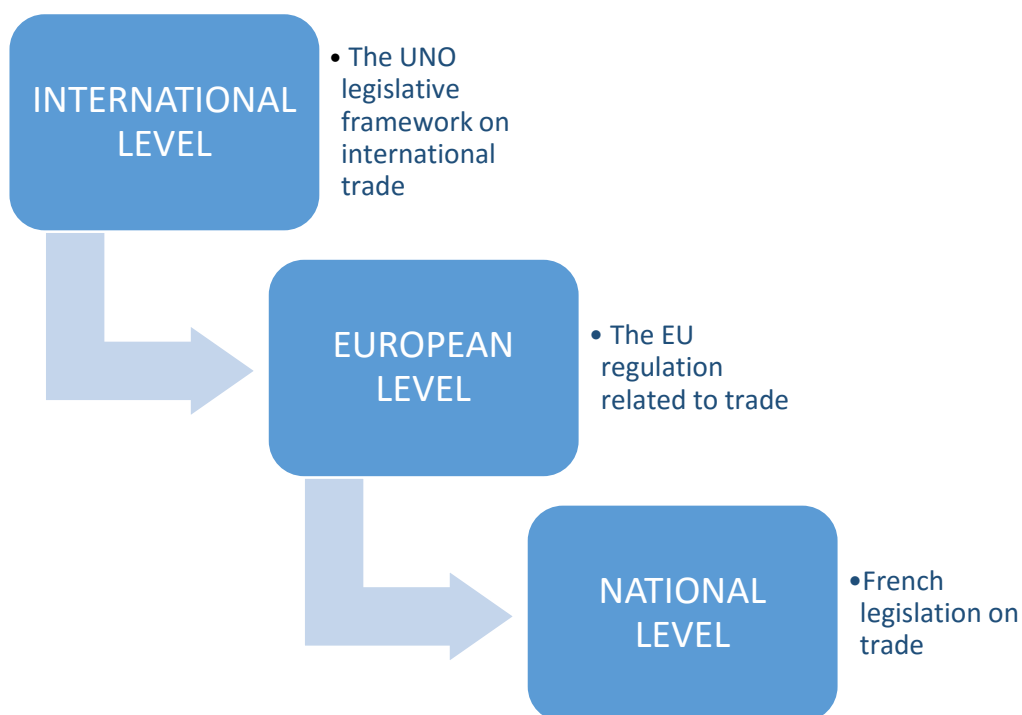 INTERNATIONAL
LEVEL
• The UNO
legislative
framework on
international
trade
EUROPEAN
LEVEL
• The EU
regulation
related to trade
NATIONAL
LEVEL
•French
legislation on
trade